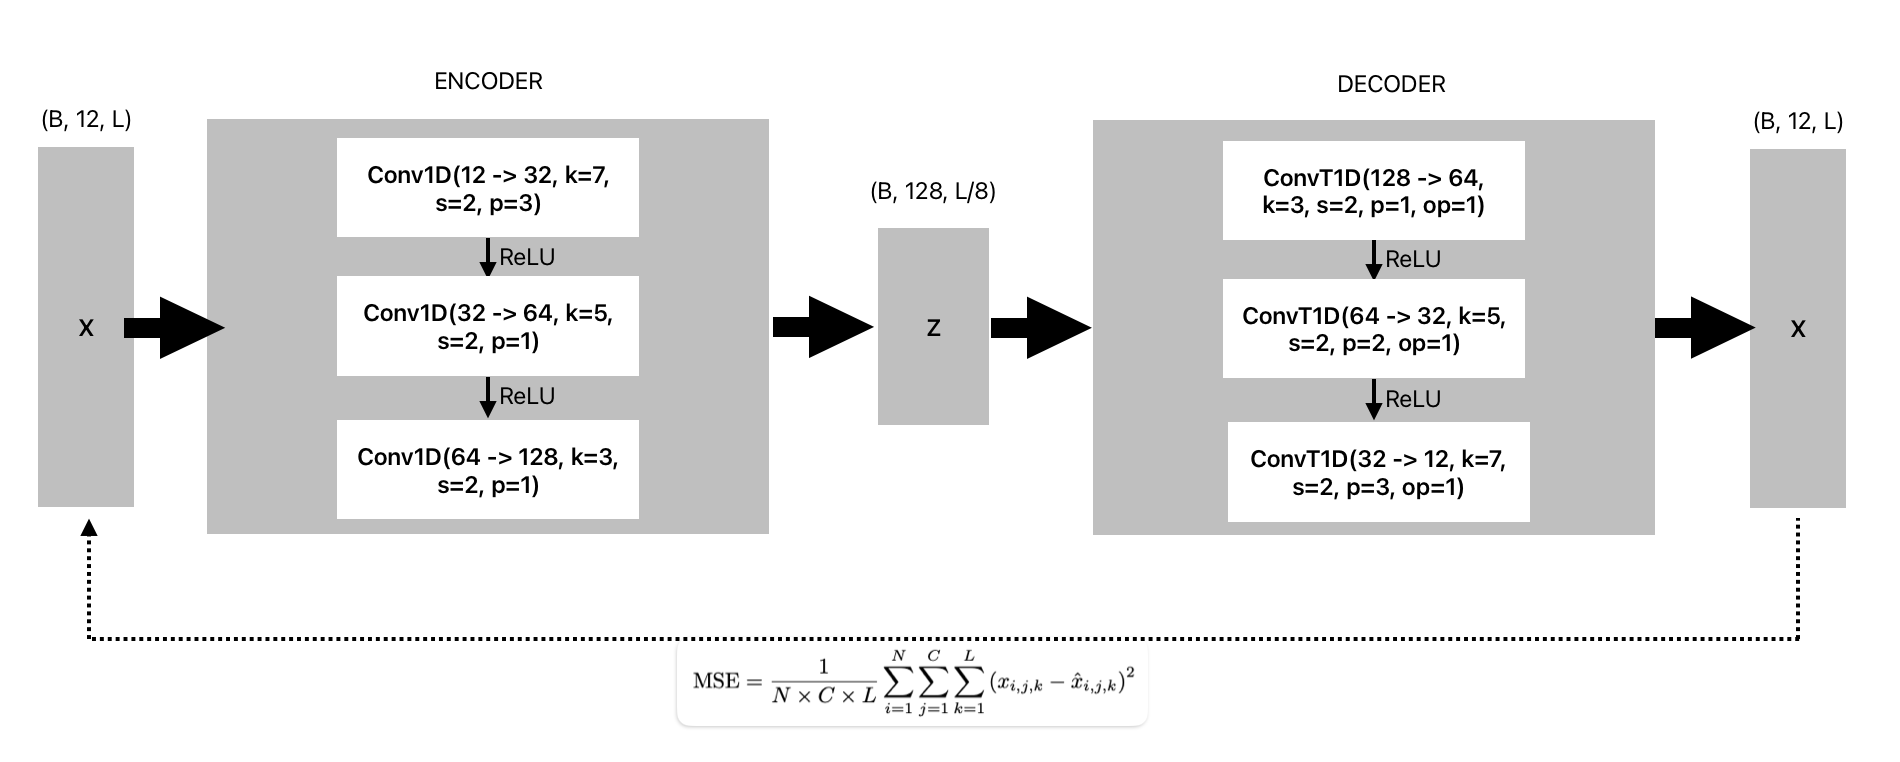 ENCODER
DECODER
(B, 12, L)
(B, 12, L)
Conv1D(12 -> 32, k=7,
s=2, p=3)
ReLU
Conv1D(32 -> 64, k=5,
s=2, p=1)
ReLU
Conv1D(64 -> 128, k=3,
s=2, p=1)
x
(B, 128, L/8)
z
ConvT1D(128 -> 64,
k=3, s=2, p=1, op=1)
ReLU
ConvT1D(64 -> 32, k=5,
s=2, p=2, op=1)
ReLU
ConvT1D(32 -> 12, k=7,
s=2, p=3, op=1)
x
MSE = \frac{1}{N \times C \times L} \sum_{i=1}^{N} \sum_{j=1}^{C} \sum_{k=1}^{L} (x_{i,j,k} - \hat{x}_{i,j,k})^2